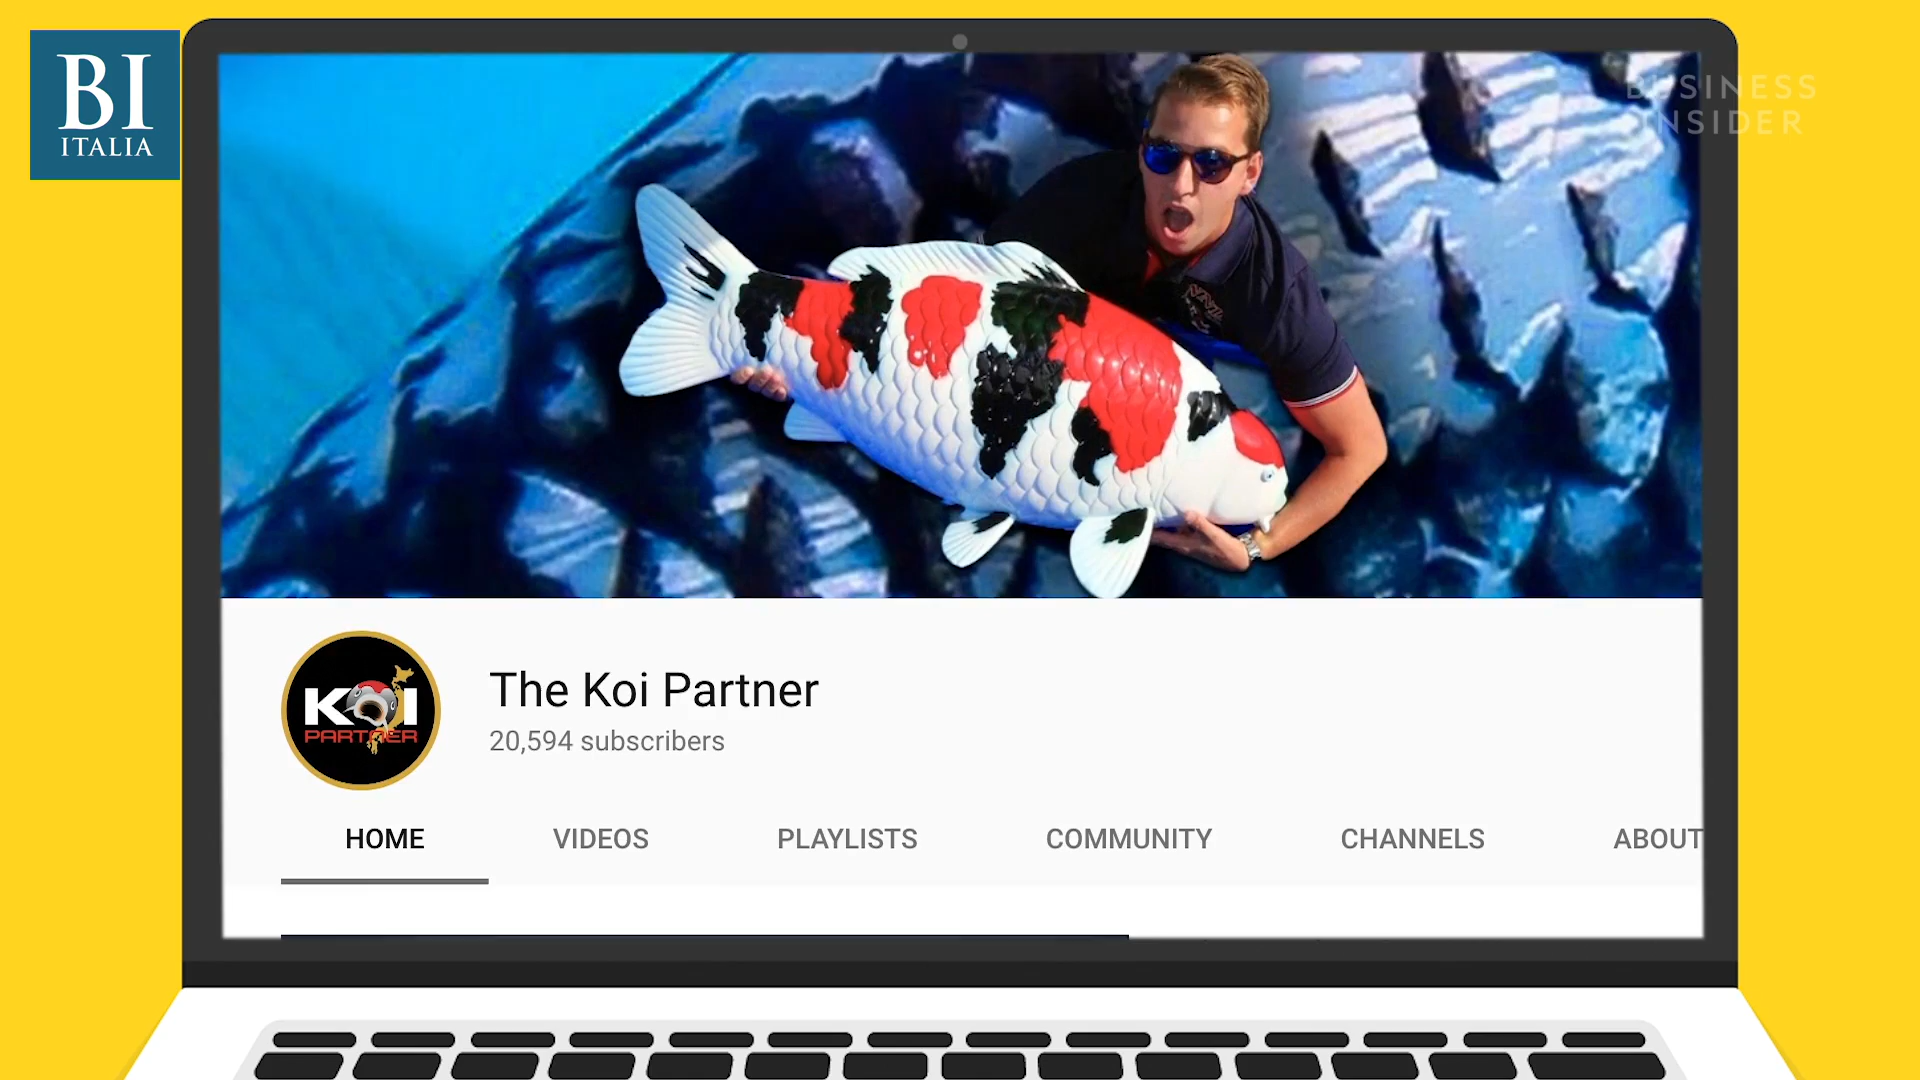 BI
ITALIA
BUSINESS
INSIDER
KOI
PARTNER
The Koi Partner
20,594 subscribers
HOME
VIDEOS
PLAYLISTS
COMMUNITY
CHANNELS
ABOUT